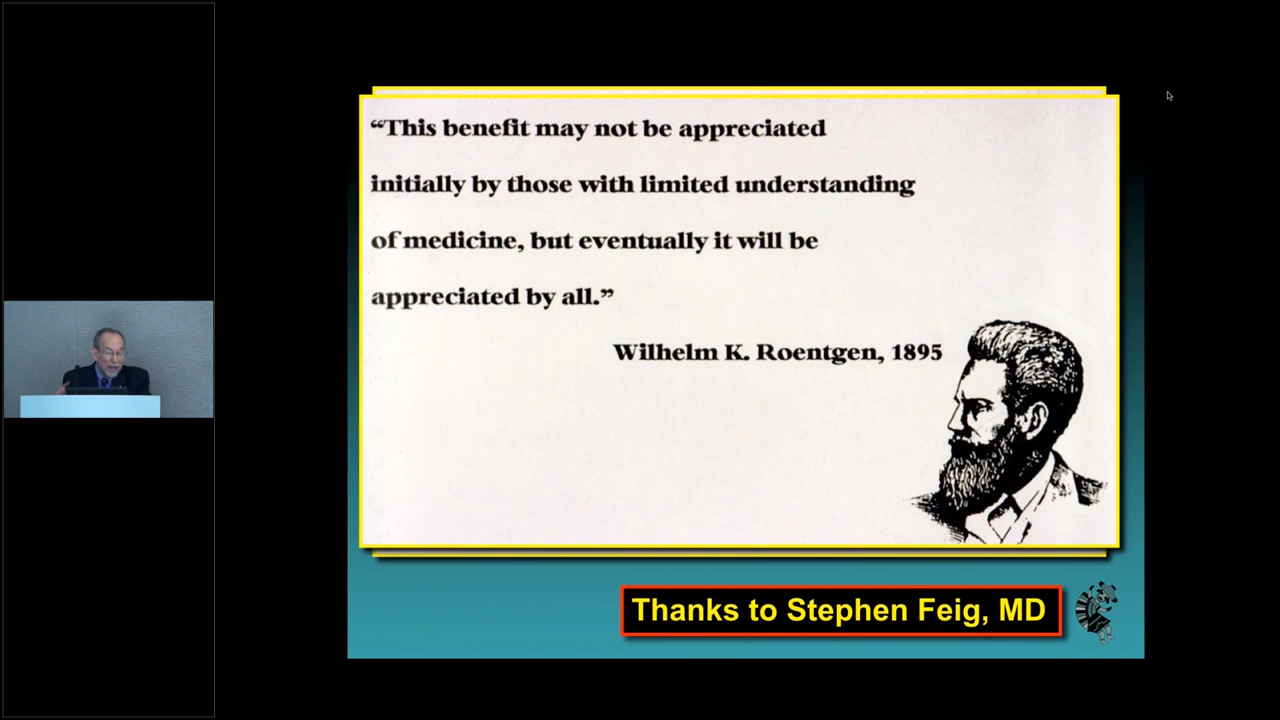 “This benefit may not be appreciated
initially by those with limited understanding
of medicine, but eventually it will be
appreciated by all.”
Wilhelm K. Roentgen, 1895
Thanks to Stephen Feig, MD